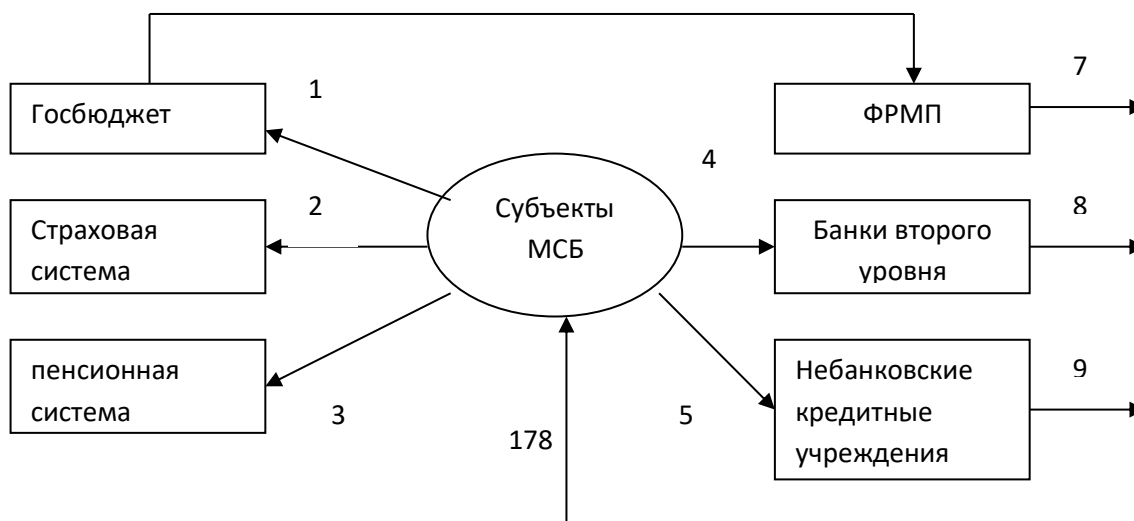 Госбюджет
1
ФРМП
7
Страховая
система
2
Субъекты
МСБ
4
Банки второго
уровня
8
пенсионная
система
3
178
5
Небанковские
кредитные
учреждения
9